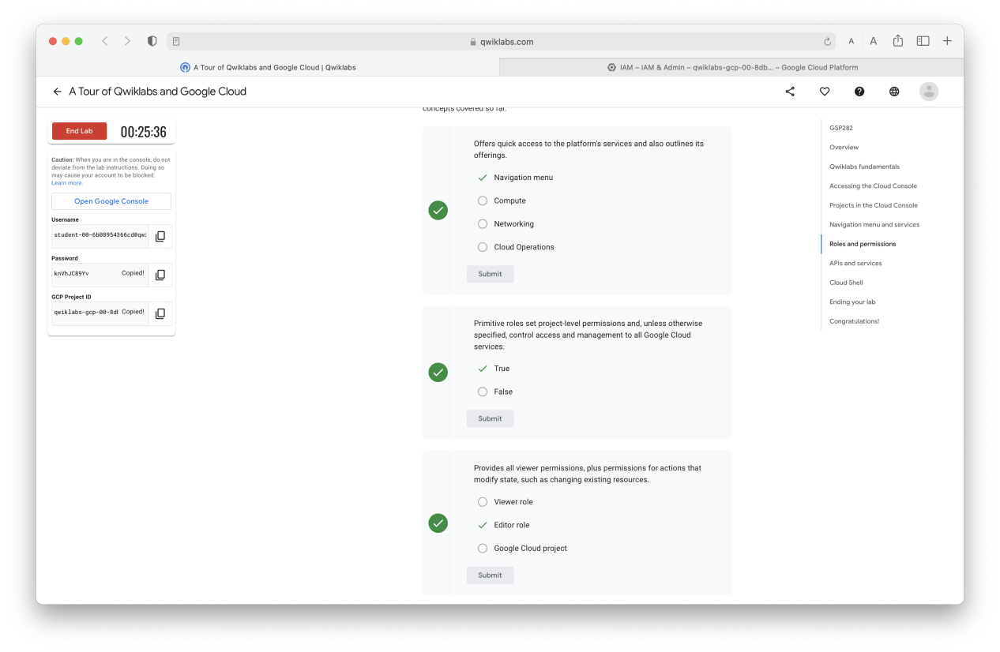 qwiklabs.com
A A
A Tour of Qwiklabs and Google Cloud | Qwiklabs
IAM – IAM & Admin – qwiklabs-gcp-00-8db... – Google Cloud Platform
A Tour of Qwiklabs and Google Cloud
End Lab
00:25:36
Caution: When you are in the console, do not
deviate from the lab instructions. Doing so
may cause your account to be blocked.
Learn more.
Open Google Console
Username
student-00-6b08954366cd@qw:
Password
knVhJC89Yv Copied!
GCP Project ID
qwiklabs-gcp-00-8d Copied!
concepts covered so far.
Offers quick access to the platform's services and also outlines its
offerings.
Navigation menu
Compute
Networking
Cloud Operations
Submit
Primitive roles set project-level permissions and, unless otherwise
specified, control access and management to all Google Cloud
services.
True
False
Submit
Provides all viewer permissions, plus permissions for actions that
modify state, such as changing existing resources.
Viewer role
Editor role
Google Cloud project
Submit
GSP282
Overview
Qwiklabs fundamentals
Accessing the Cloud Console
Projects in the Cloud Console
Navigation menu and services
Roles and permissions
APIs and services
Cloud Shell
Ending your lab
Congratulations!